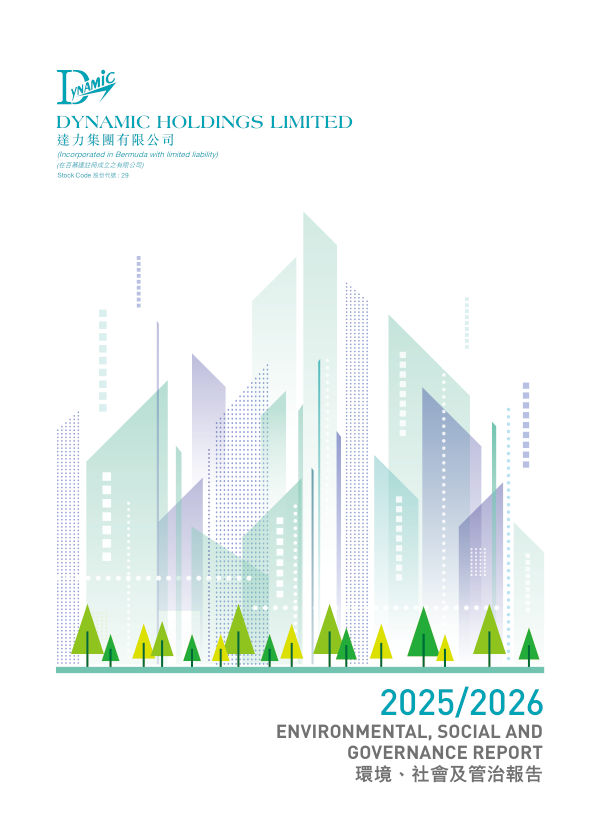 DYNAMIC
DYNAMIC HOLDINGS LIMITED
達力集團有限公司
(Incorporated in Bermuda with limited liability)
(在百慕達註冊成立之有限公司)
Stock Code 股份代號 : 29
2025/2026
ENVIRONMENTAL, SOCIAL AND
GOVERNANCE REPORT
環境、社會及管治報告